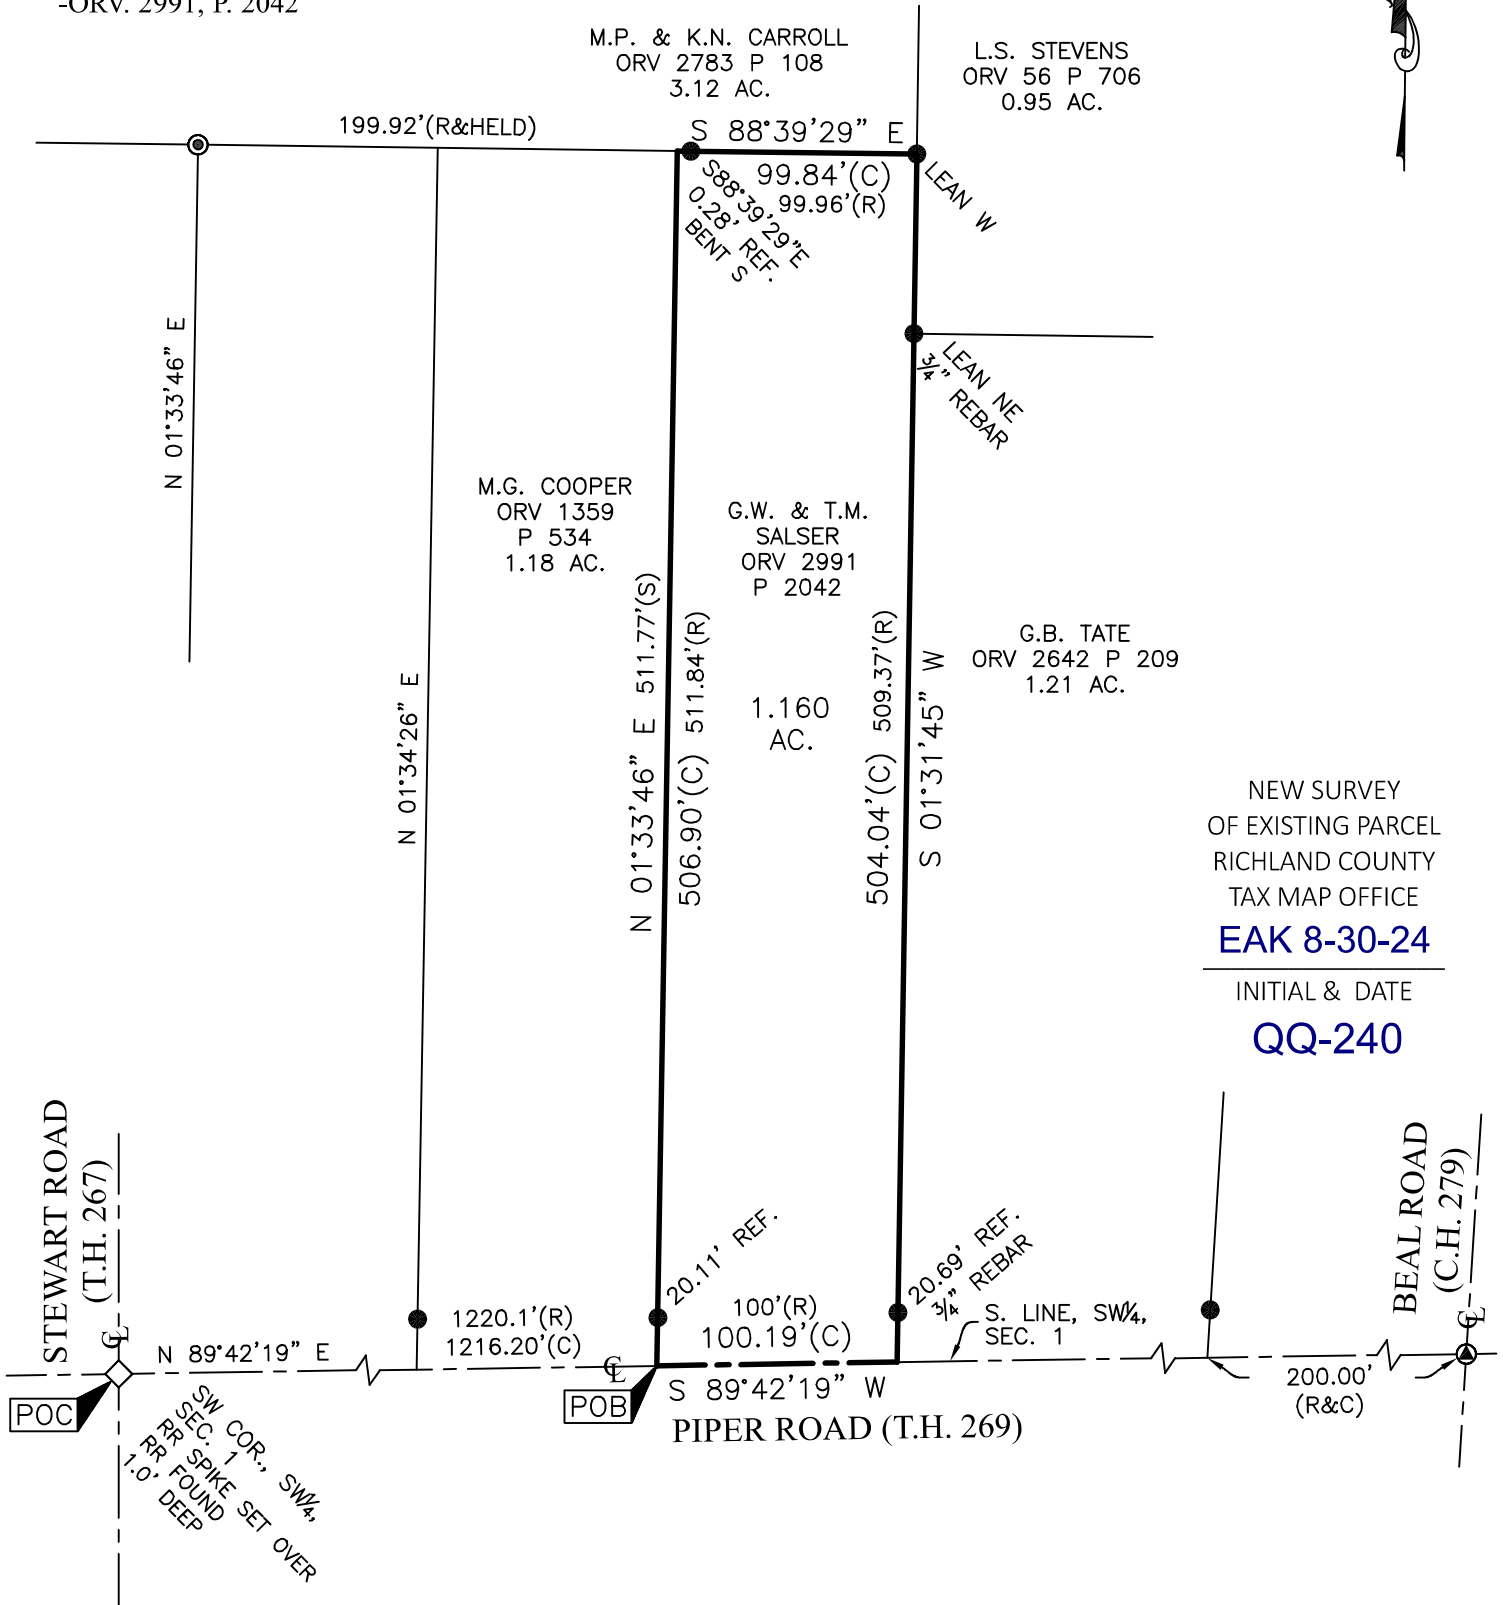 -ORV. 2991, P. 2042
M.P. & K.N. CARROLL
ORV 2783 P 108
3.12 AC.
L.S. STEVENS
ORV 56 P 706
0.95 AC.
199.92'(R&HELD)
S 88°39'29" E
99.84'(C)
99.96'(R)
S88°39'29"E
0.28' REF.
BENT S
LEAN W
LEAN NE
3/4" REBAR
N 01°33'46" E
M.G. COOPER
ORV 1359
P 534
1.18 AC.
G.W. & T.M.
SALSER
ORV 2991
P 2042
N 01°34'26" E
N 01°33'46" E 511.77'(S)
506.90'(C) 511.84'(R)
1.160
AC.
504.04'(C) 509.37'(R)
S 01°31'45" W
G.B. TATE
ORV 2642 P 209
1.21 AC.
NEW SURVEY
OF EXISTING PARCEL
RICHLAND COUNTY
TAX MAP OFFICE
EAK 8-30-24
INITIAL & DATE
QQ-240
STEWART ROAD
(T.H. 267)
CL
N 89°42'19" E
POC
SW COR., SW¼,
SEC. 1
RR SPIKE SET OVER
RR FOUND
1.0' DEEP
1220.1'(R)
1216.20'(C)
CL
POB
20.11' REF.
100'(R)
100.19'(C)
S 89°42'19" W
PIPER ROAD (T.H. 269)
20.69' REF.
3/4" REBAR
S. LINE, SW¼,
SEC. 1
200.00'
(R&C)
BEAL ROAD
(C.H. 279)
CL